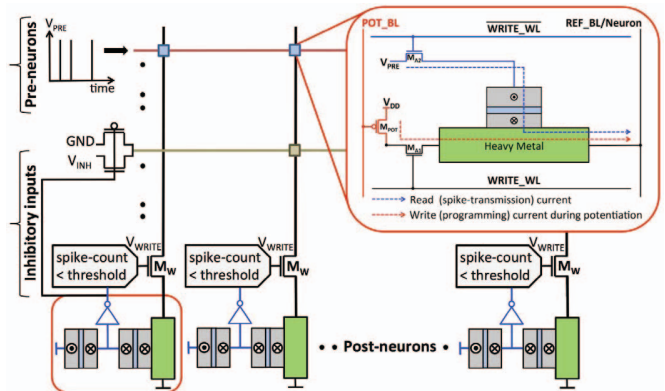 V_PRE
time
Pre-neurons
GND
V_INH
Inhibitory inputs
POT_BL
WRITE_WL
REF_BL/Neuron
M_A2
V_PRE
V_DD
M_POT
M_A1
Heavy Metal
WRITE_WL
Read (spike-transmission) current
Write (programming) current during potentiation
V_WRITE
spike-count
< threshold
M_W
V_WRITE
spike-count
< threshold
M_W
V_WRITE
spike-count
< threshold
M_W
Post-neurons